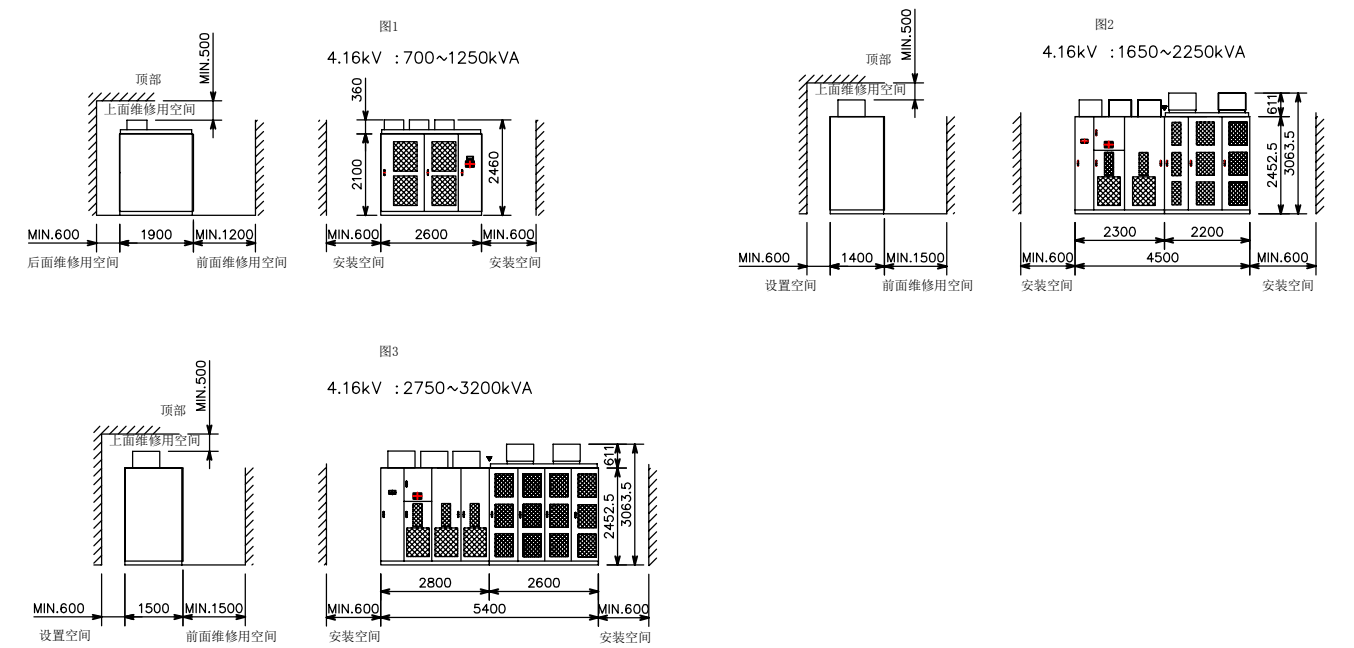 图1
4.16kV :700~1250kVA
MIN.500
顶部
上面维修用空间
360
2100
2460
MIN.600
1900
MIN.1200
MIN.600
2600
MIN.600
后面维修用空间
前面维修用空间
安装空间
安装空间
图2
4.16kV :1650~2250kVA
MIN.500
顶部
上面维修用空间
611
2452.5
3063.5
2300
2200
MIN.600
1400
MIN.1500
MIN.600
4500
MIN.600
设置空间
前面维修用空间
安装空间
安装空间
图3
4.16kV :2750~3200kVA
MIN.500
顶部
上面维修用空间
611
2452.5
3063.5
2800
2600
MIN.600
1500
MIN.1500
MIN.600
5400
MIN.600
设置空间
前面维修用空间
安装空间
安装空间